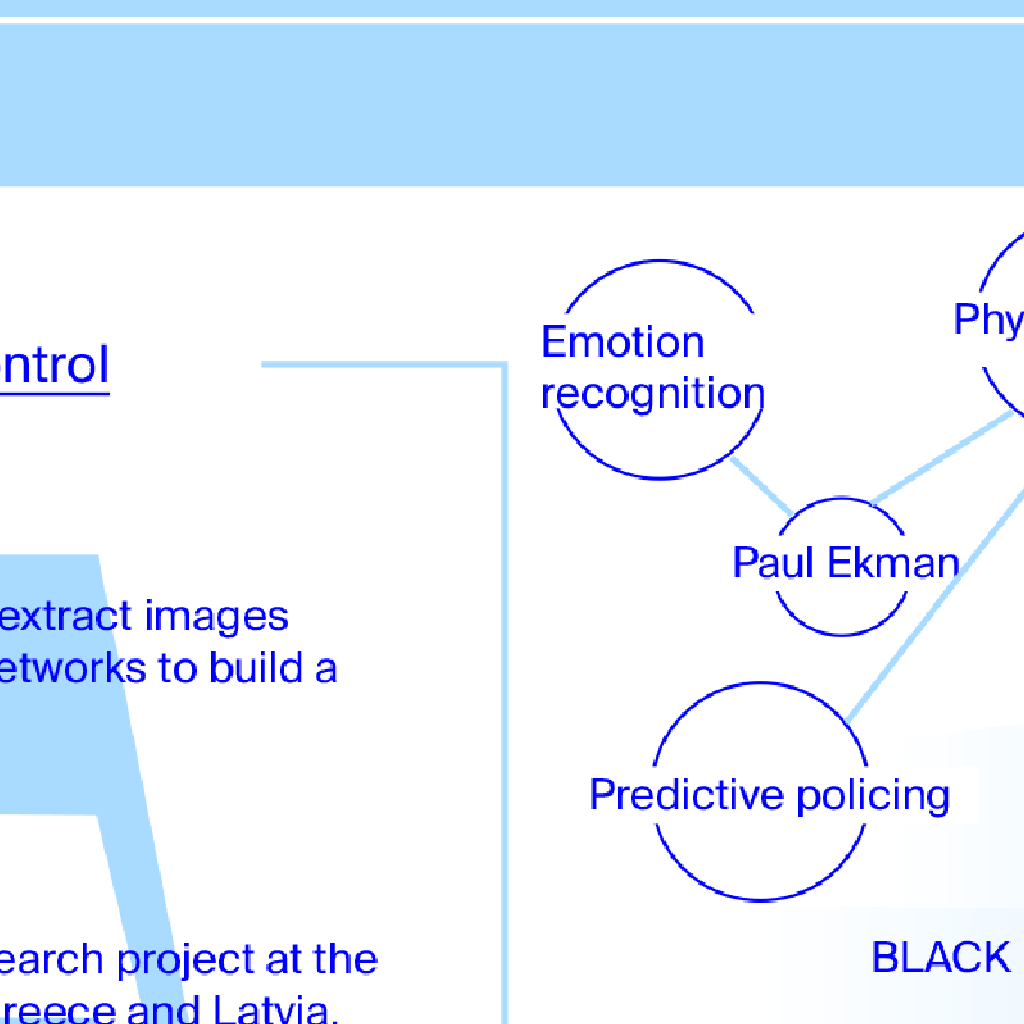 ontrol
extract images
etworks to build a
earch project at the
reece and Latvia.
Emotion
recognition
Phy
Paul Ekman
Predictive policing
BLACK